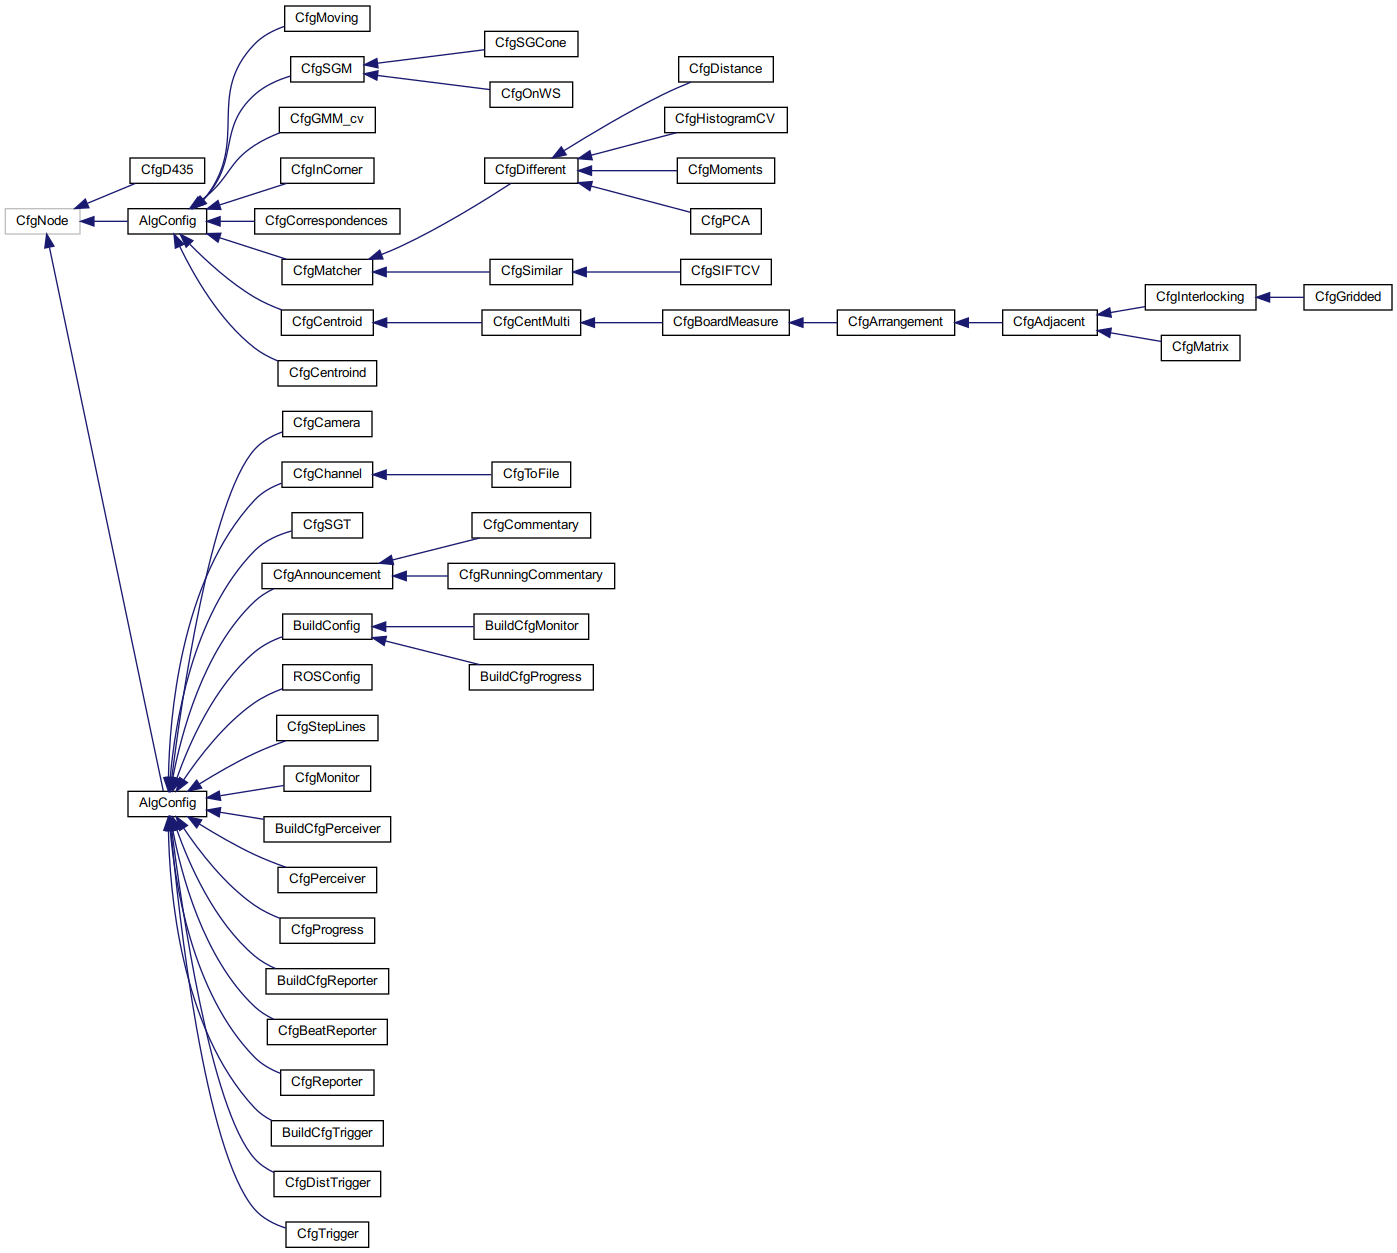 CfgMoving
CfgSGCone
CfgSGM
CfgDistance
CfgOnWS
CfgGMM_cv
CfgHistogramCV
CfgD435
CfgInCorner
CfgDifferent
CfgMoments
CfgNode
AlgConfig
CfgCorrespondences
CfgPCA
CfgMatcher
CfgSimilar
CfgSIFTCV
CfgInterlocking
CfgGridded
CfgCentroid
CfgCentMulti
CfgBoardMeasure
CfgArrangement
CfgAdjacent
CfgMatrix
CfgCentroind
CfgCamera
CfgChannel
CfgToFile
CfgSGT
CfgCommentary
CfgAnnouncement
CfgRunningCommentary
BuildConfig
BuildCfgMonitor
ROSConfig
BuildCfgProgress
CfgStepLines
CfgMonitor
AlgConfig
BuildCfgPerceiver
CfgPerceiver
CfgProgress
BuildCfgReporter
CfgBeatReporter
CfgReporter
BuildCfgTrigger
CfgDistTrigger
CfgTrigger